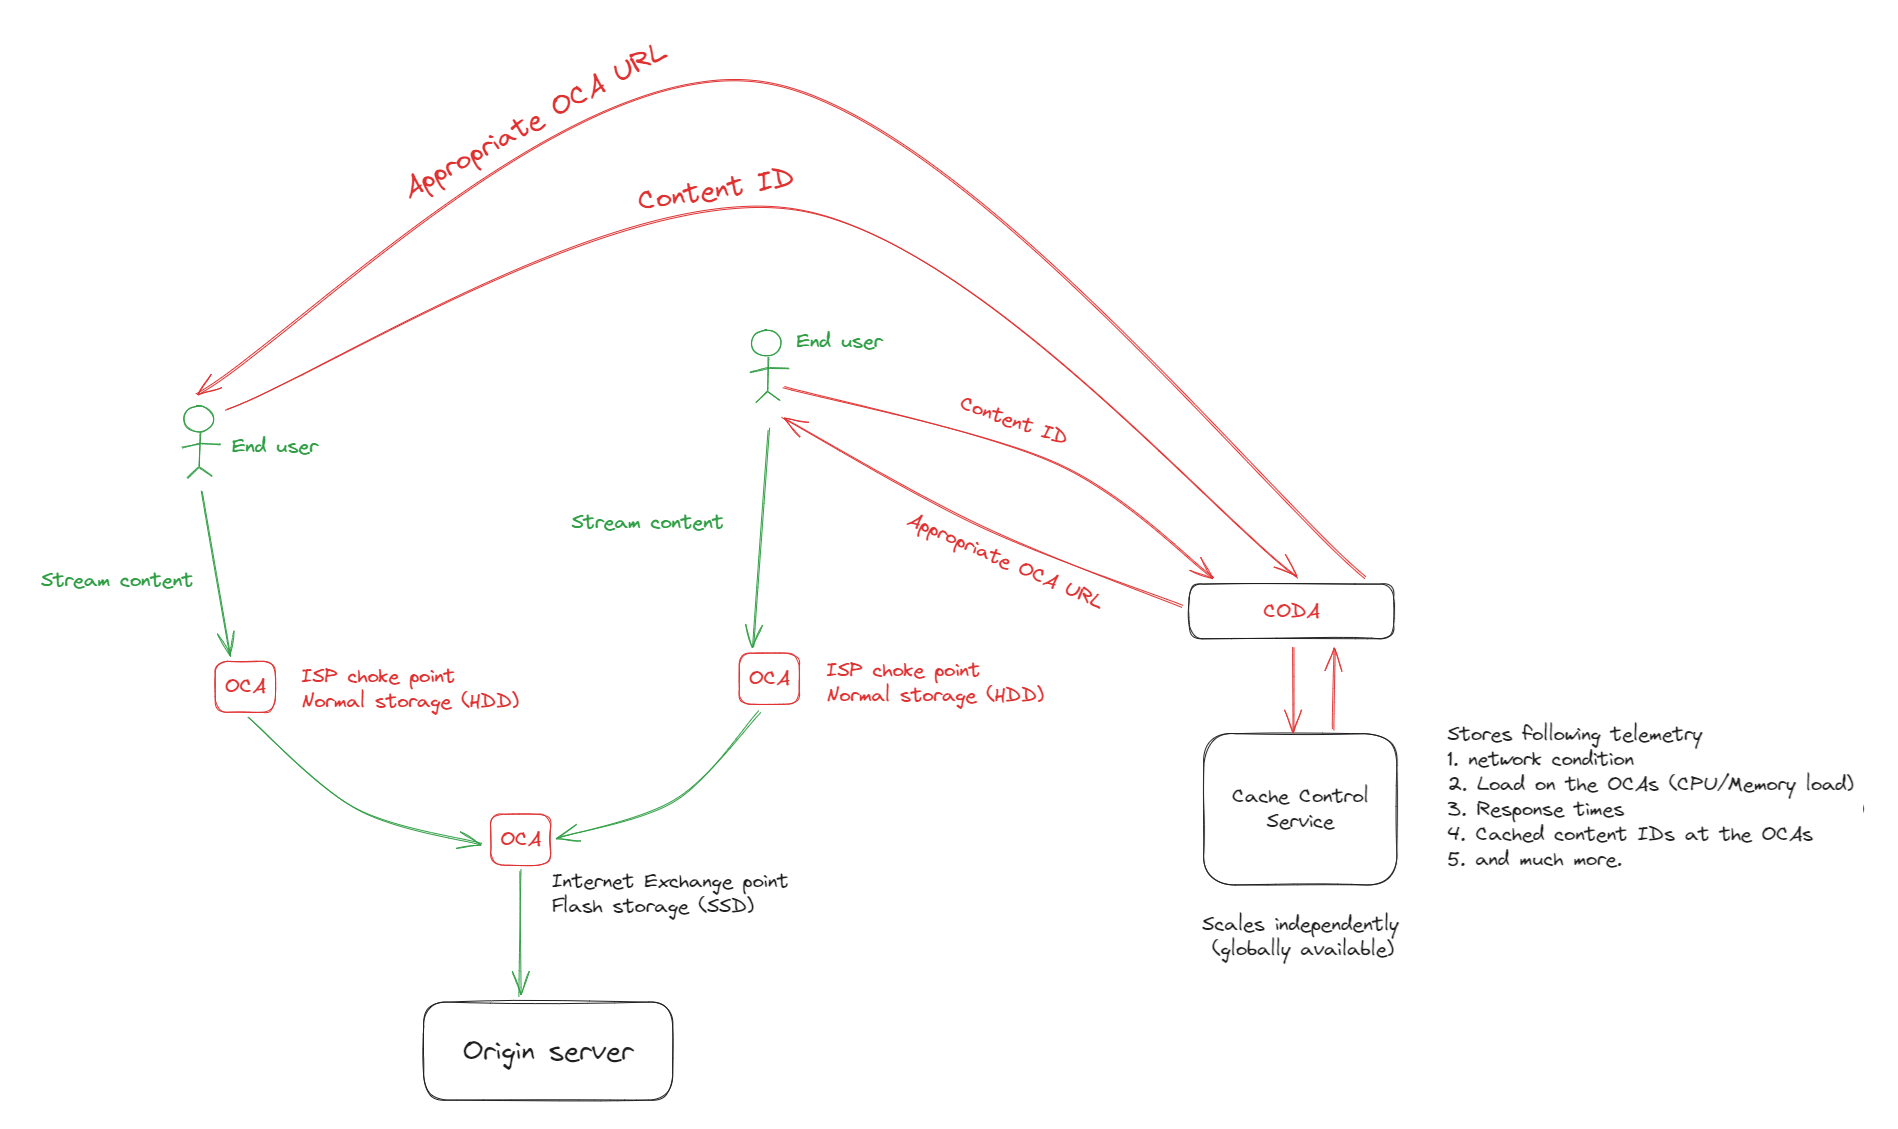 Appropriate OCA URL
Content ID
End user
Content ID
End user
Stream content
Appropriate OCA URL
Stream content
CODA
OCA
ISP choke point
Normal storage (HDD)
OCA
ISP choke point
Normal storage (HDD)
Cache Control
Service
Stores following telemetry
1. network condition
2. Load on the OCAs (CPU/Memory load)
3. Response times
4. Cached content IDs at the OCAs
5. and much more.
OCA
Internet Exchange point
Flash storage (SSD)
Scales independently
(globally available)
Origin server